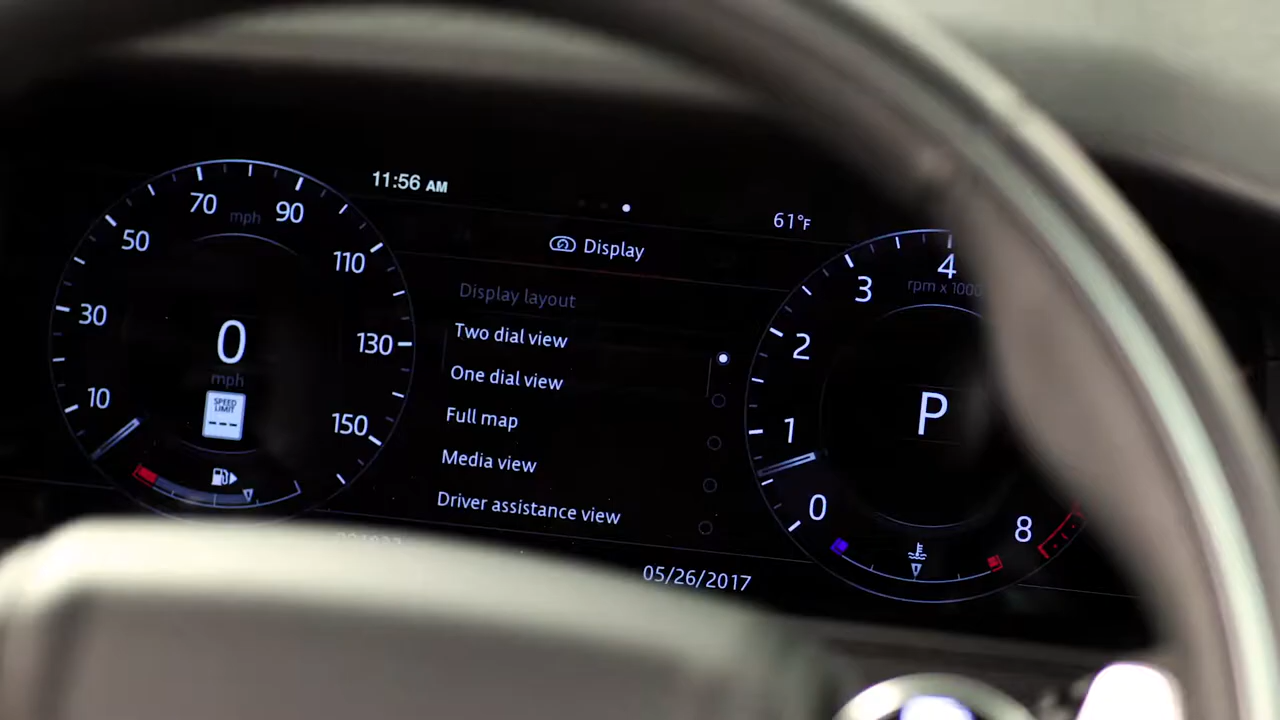 11:56 AM
61°F
Display
Display layout
Two dial view
One dial view
Full map
Media view
Driver assistance view
05/26/2017
10
30
50
70
mph
90
110
130
150
0
mph
SPEED
LIMIT
---
0
1
2
3
4
rpm x 1000
8
P